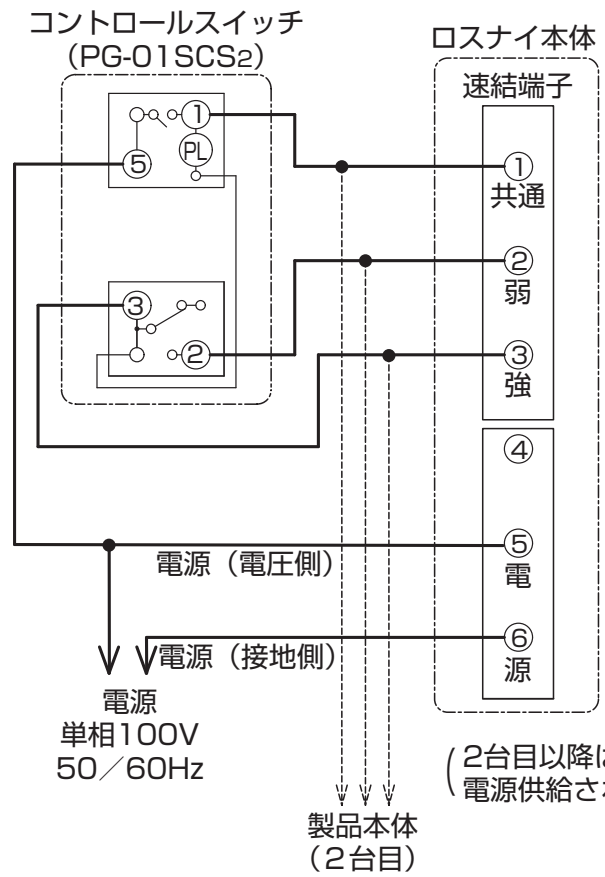 コントロールスイッチ
（PG-01SCS2）
ロスナイ本体
速結端子
①
PL
⑤
①
共通
③
②
②
弱
③
強
④
電源（電圧側）
⑤
電
電源（接地側）
⑥
源
電源
単相100V
50／60Hz
（2台目以降は
電源供給さ
製品本体
（2台目）